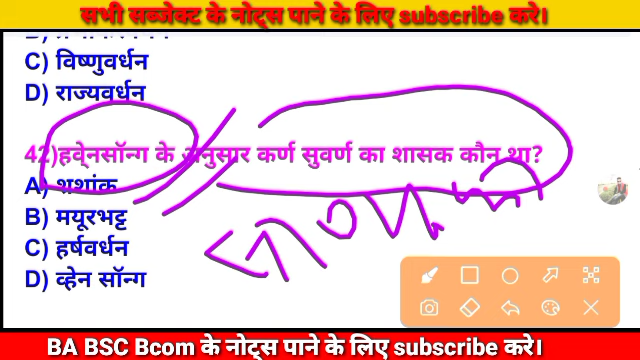 सभी सब्जेक्ट के नोट्स पाने के लिए subscribe करे।
C) विष्णुवर्धन
D) राज्यवर्धन
42)हवेनसॉन्ग के अनुसार कर्ण सुवर्ण का शासक कौन था?
A) शशांक
B) मयूरभट्ट
C) हर्षवर्धन
D) व्हेन सॉन्ग
BA BSC Bcom के नोट्स पाने के लिए subscribe करे।